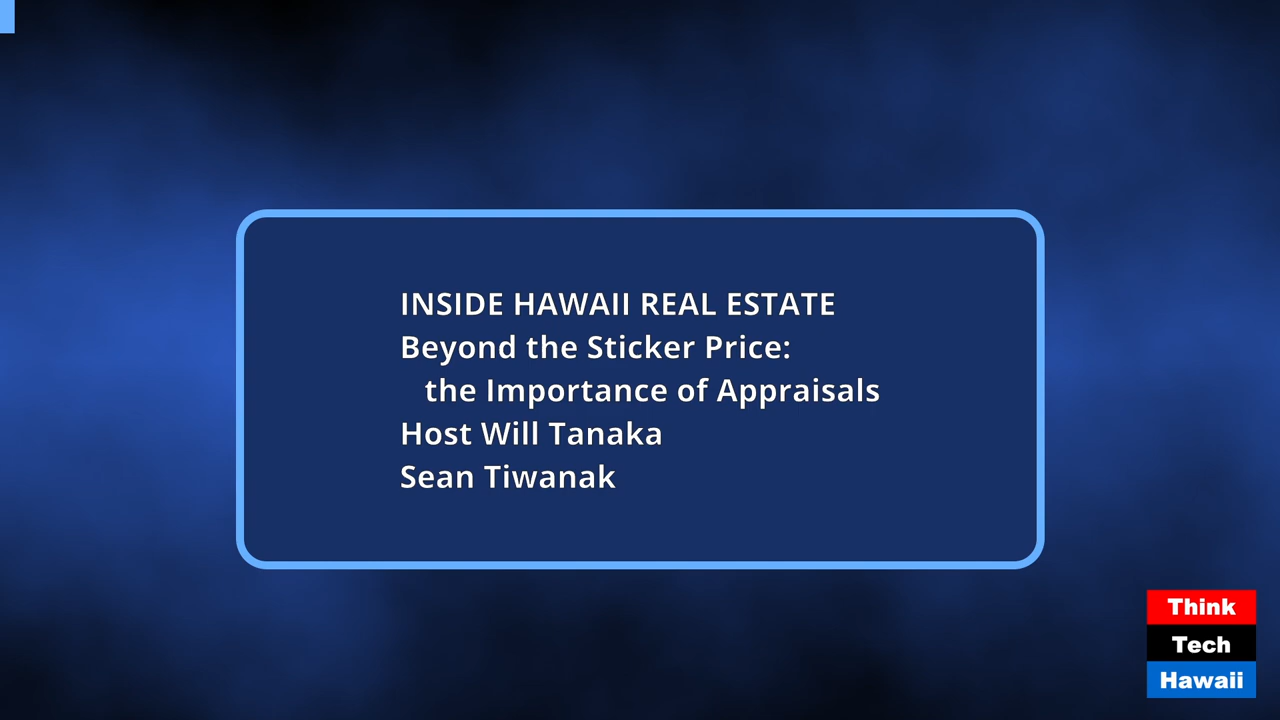 INSIDE HAWAII REAL ESTATE
Beyond the Sticker Price:
the Importance of Appraisals
Host Will Tanaka
Sean Tiwanak
Think
Tech
Hawaii